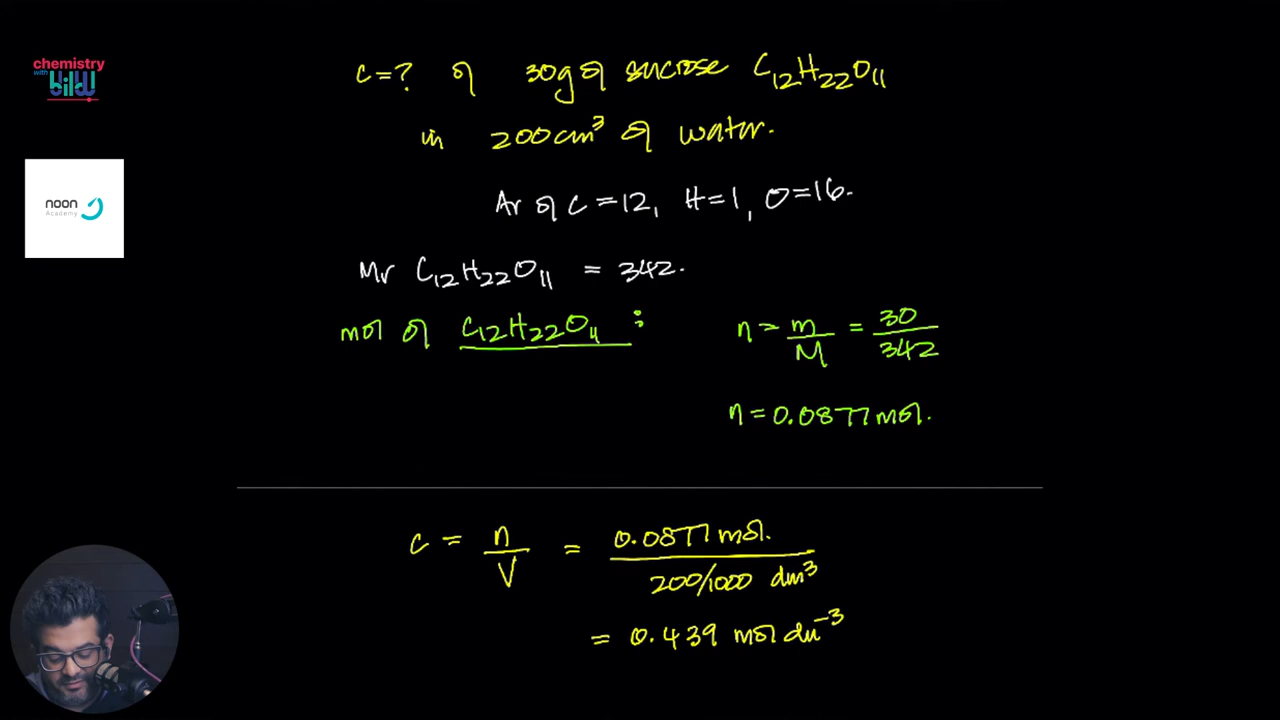 chemistry
with bilal
noon
Academy
c=? of 30g of sucrose C₁₂H₂₂O₁₁
in 200cm³ of water.
Ar of C=12, H=1, O=16.
Mr C₁₂H₂₂O₁₁ = 342.
mol of C₁₂H₂₂O₁₁ : n = m/M = 30/342
n=0.0877 mol.
c = n/V = 0.0877 mol. / 200/1000 dm³
= 0.439 mol dm⁻³